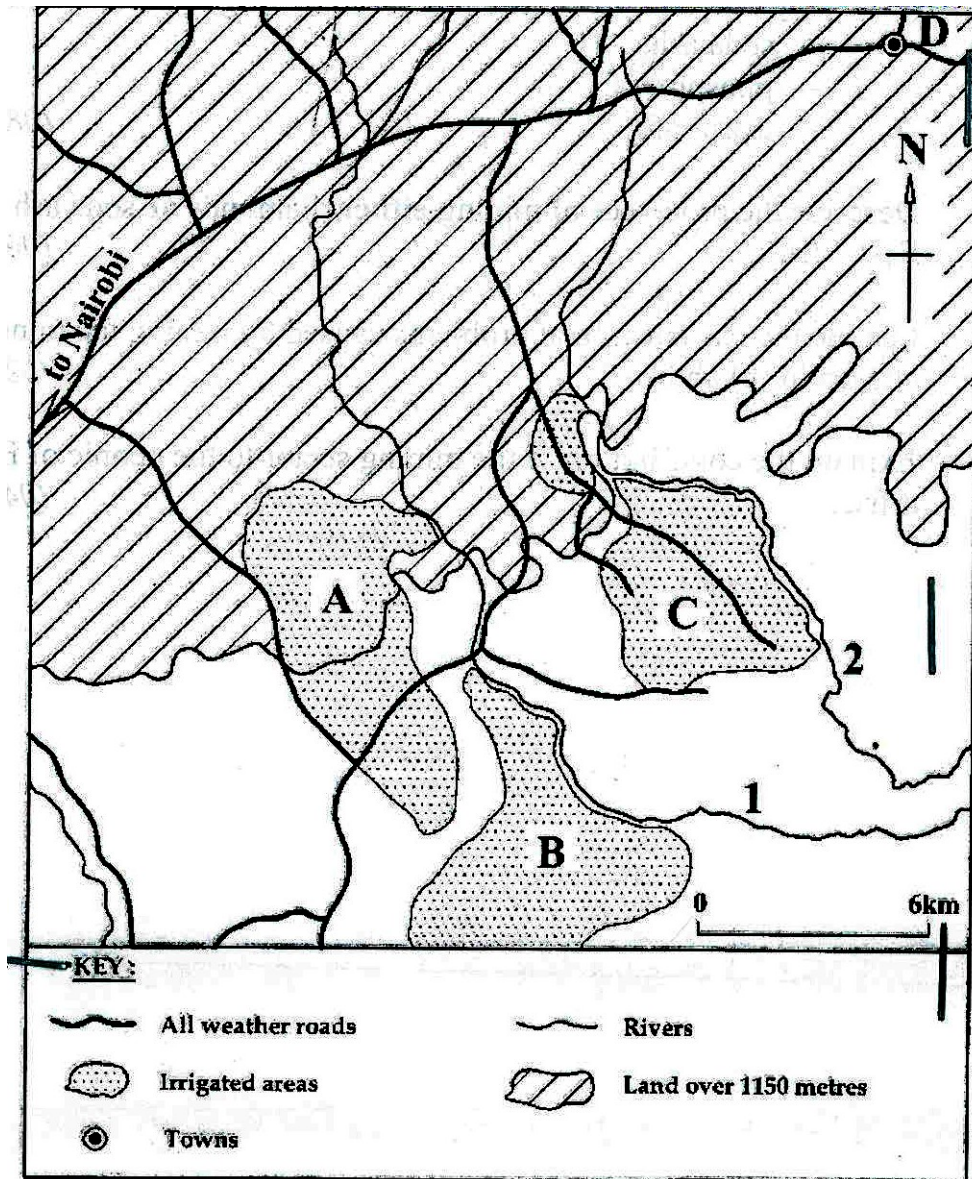 D
N
to Nairobi
A
C
2
1
B
0 6km
KEY:
All weather roads
Rivers
Irrigated areas
Land over 1150 metres
Towns